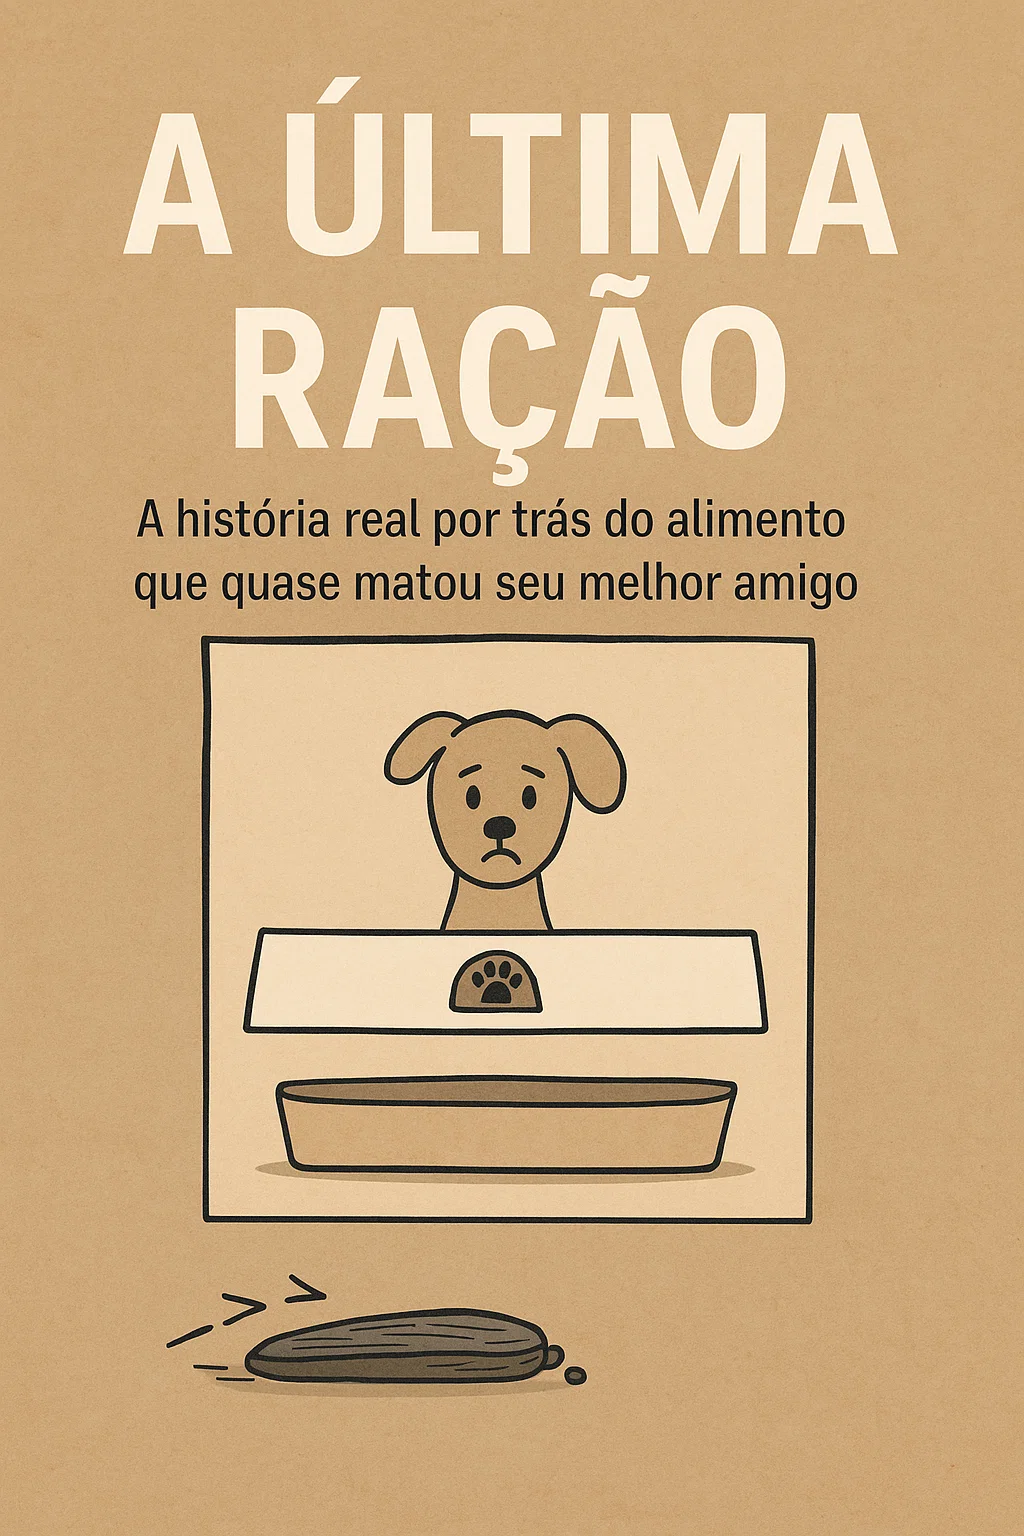 A ÚLTIMA
RAÇÃO
A história real por trás do alimento
que quase matou seu melhor amigo